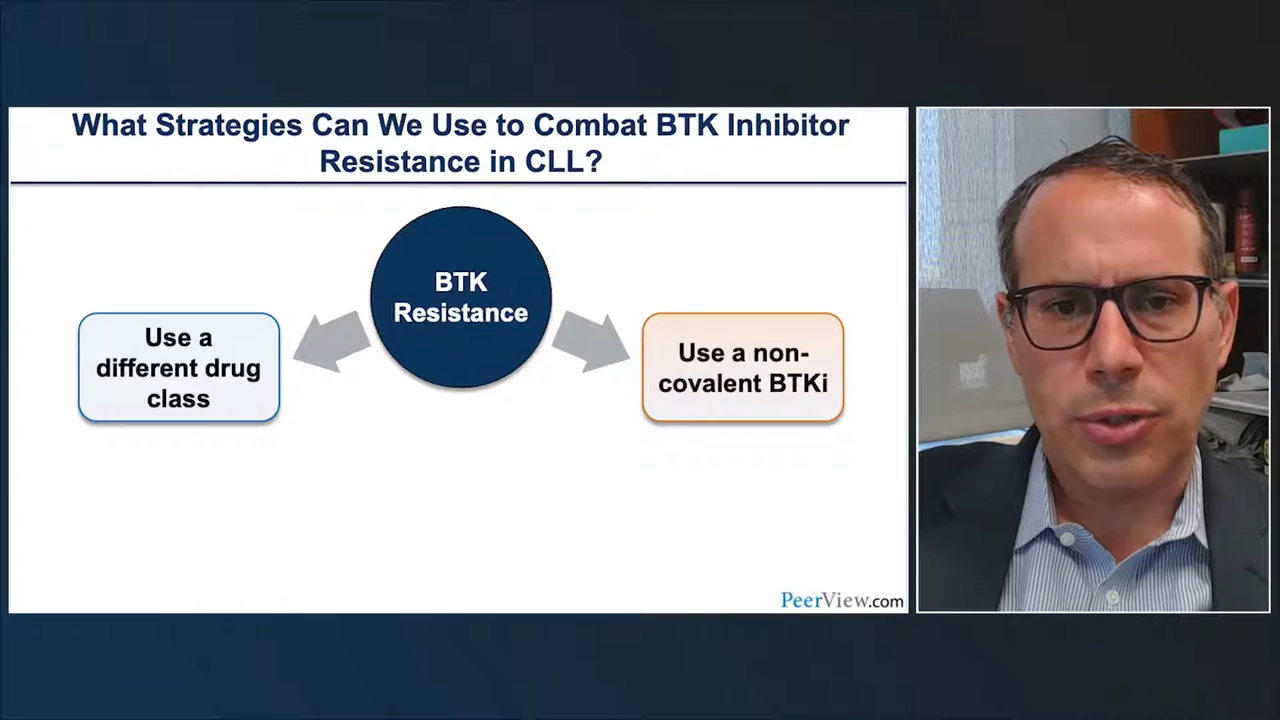 What Strategies Can We Use to Combat BTK Inhibitor
Resistance in CLL?
BTK
Resistance
Use a
different drug
class
Use a non-
covalent BTKi
PeerView.com